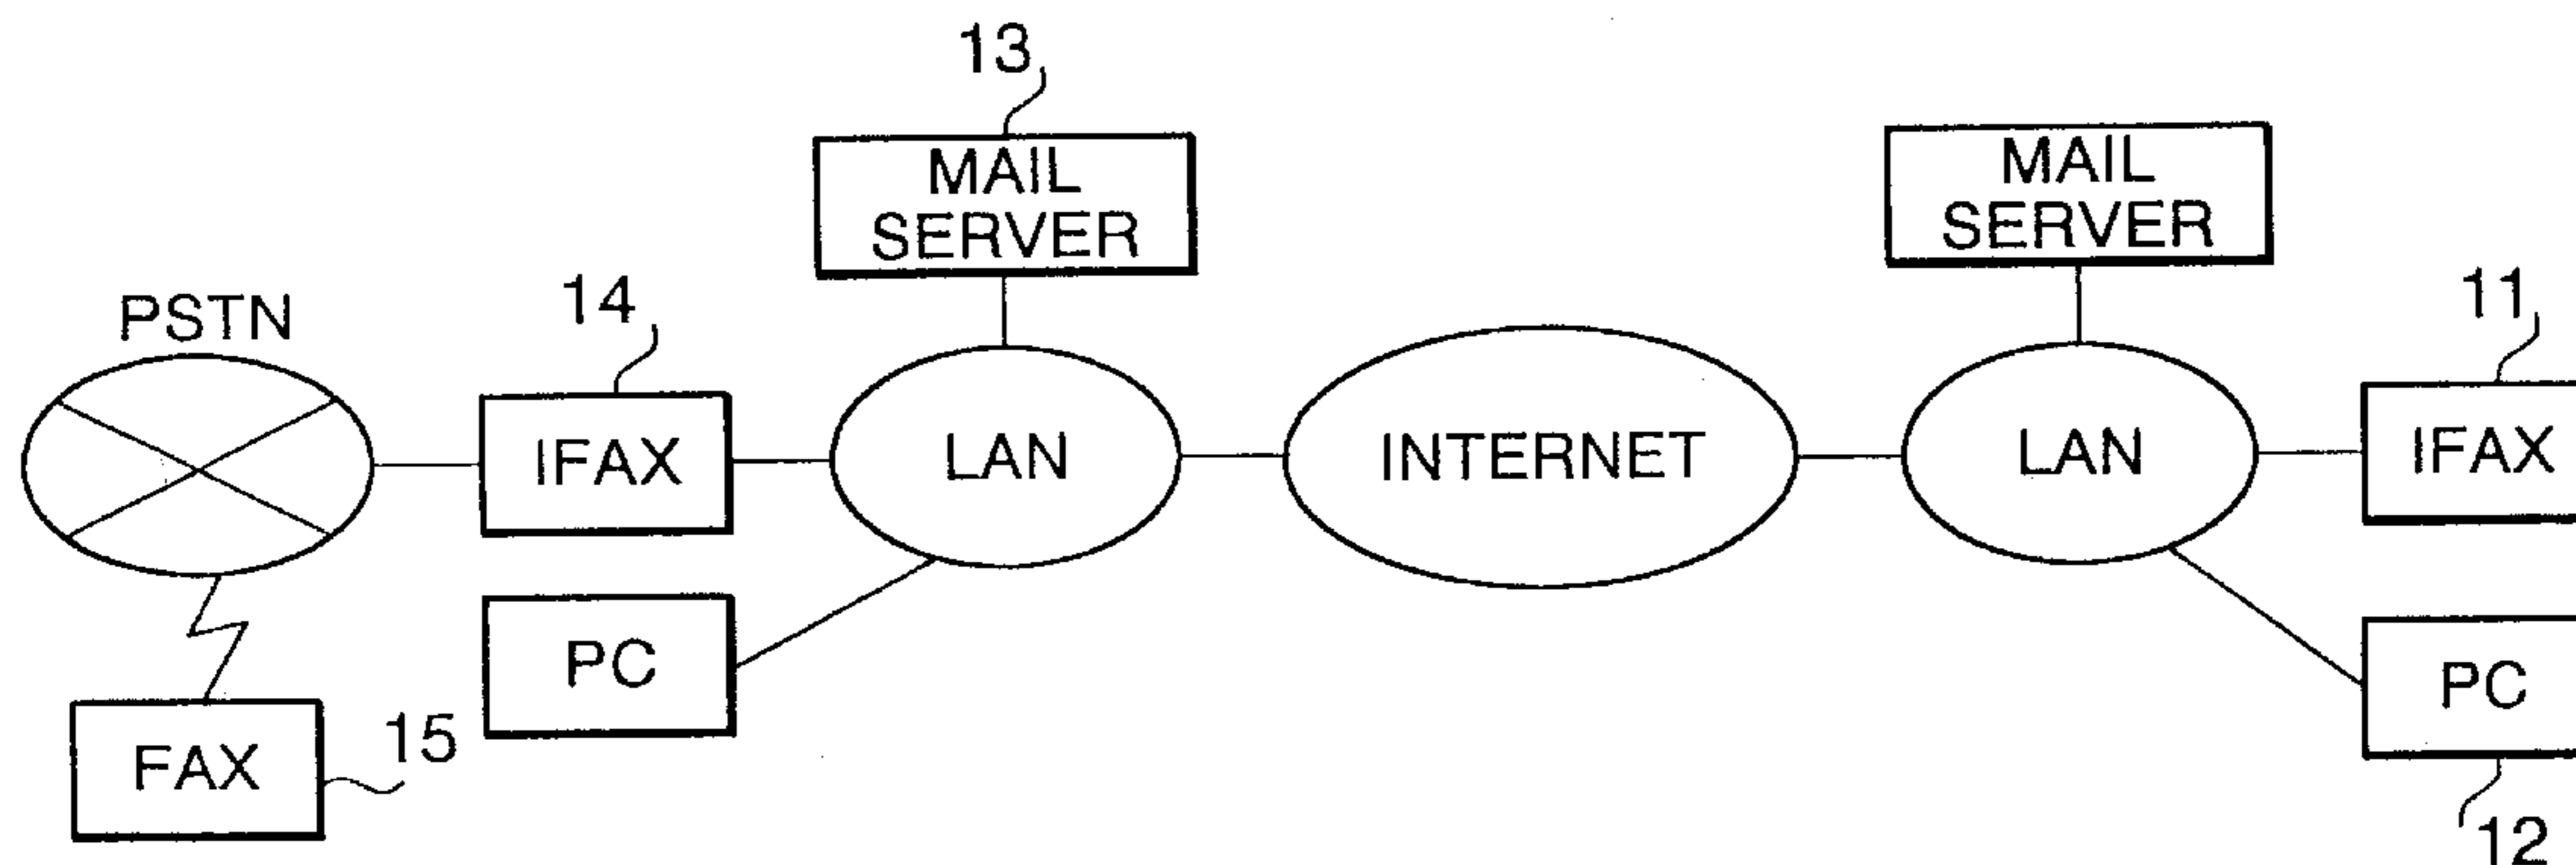 13
MAIL
SERVER
MAIL
SERVER
14
11
PSTN
IFAX
LAN
INTERNET
LAN
IFAX
PC
PC
15
FAX
12